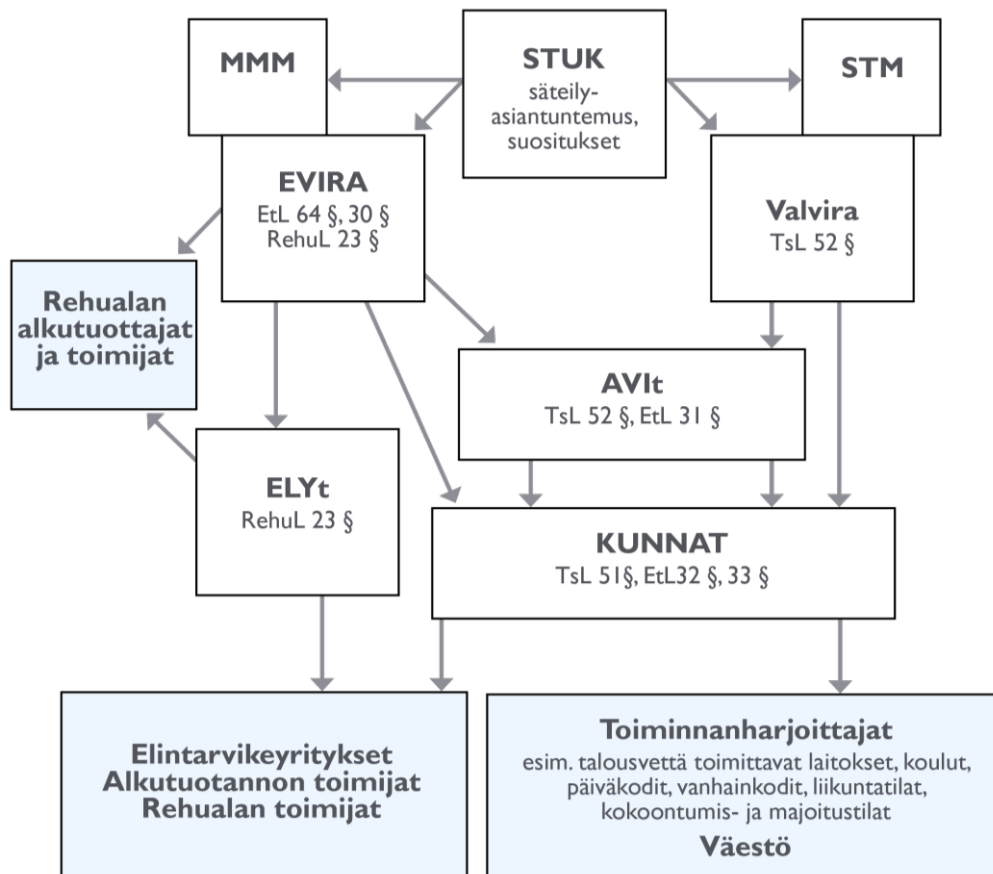 MMM
STUK
säteily-
asiantuntemus,
suositukset
STM
EVIRA
EtL 64 §, 30 §
RehuL 23 §
Valvira
TsL 52 §
Rehualan
alkutuottajat
ja toimijat
AVIt
TsL 52 §, EtL 31 §
ELYt
RehuL 23 §
KUNNAT
TsL 51§, EtL32 §, 33 §
Elintarvikeyritykset
Alkutuotannon toimijat
Rehualan toimijat
Toiminnanharjoittajat
esim. talousvettä toimittavat laitokset, koulut,
päiväkodit, vanhainkodit, liikuntatilat,
kokoontumis- ja majoitustilat
Väestö